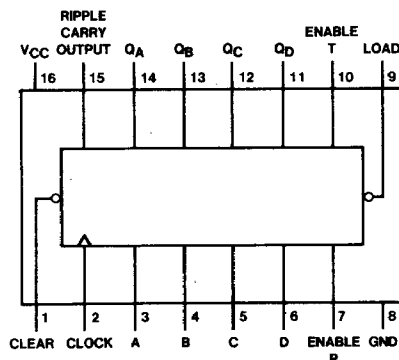 RIPPLE
CARRY
OUTPUT
ENABLE
T
VCC
QA
QB
QC
QD
LOAD
16
15
14
13
12
11
10
9
1
2
3
4
5
6
7
8
CLEAR
CLOCK
A
B
C
D
ENABLE
P
GND